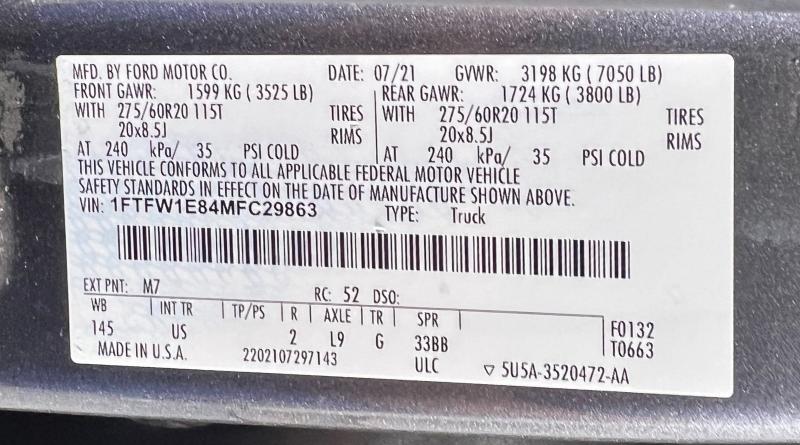 MFD. BY FORD MOTOR CO. DATE: 07/21 GVWR: 3198 KG ( 7050 LB)
FRONT GAWR: 1599 KG ( 3525 LB) REAR GAWR: 1724 KG ( 3800 LB)
WITH 275/60R20 115T TIRES WITH 275/60R20 115T TIRES
20x8.5J RIMS 20x8.5J RIMS
AT 240 kPa/ 35 PSI COLD AT 240 kPa/ 35 PSI COLD
THIS VEHICLE CONFORMS TO ALL APPLICABLE FEDERAL MOTOR VEHICLE
SAFETY STANDARDS IN EFFECT ON THE DATE OF MANUFACTURE SHOWN ABOVE.
VIN: 1FTFW1E84MFC29863 TYPE: Truck
EXT PNT: M7 RC: 52 DSO:
WB | INT TR | TP/PS | R | AXLE | TR | SPR | F0132
145 US 2 L9 G 33BB T0663
MADE IN U.S.A. 2202107297143 ULC ▽ 5U5A-3520472-AA